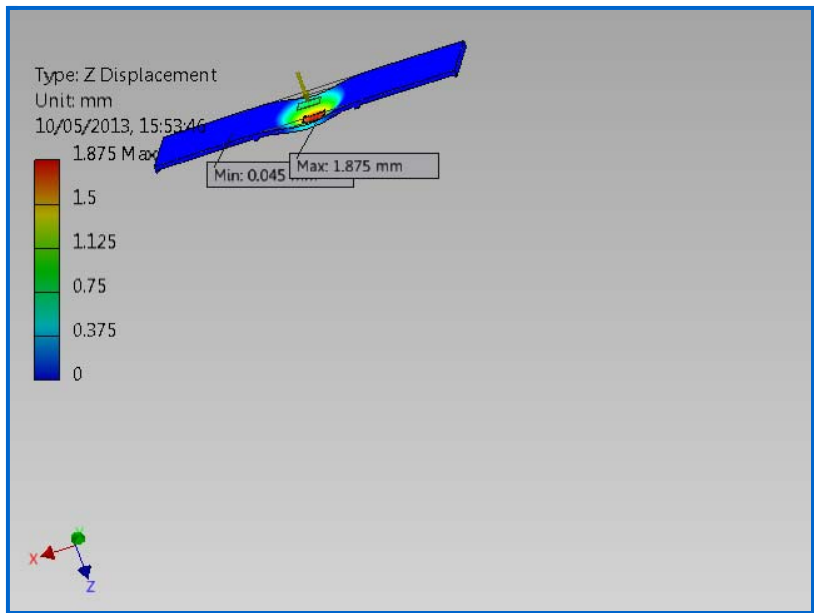 Type: Z Displacement
Unit: mm
10/05/2013, 15:53:46
1.875 Max
1.5
1.125
0.75
0.375
0
Min: 0.045 mm
Max: 1.875 mm
X
Y
Z